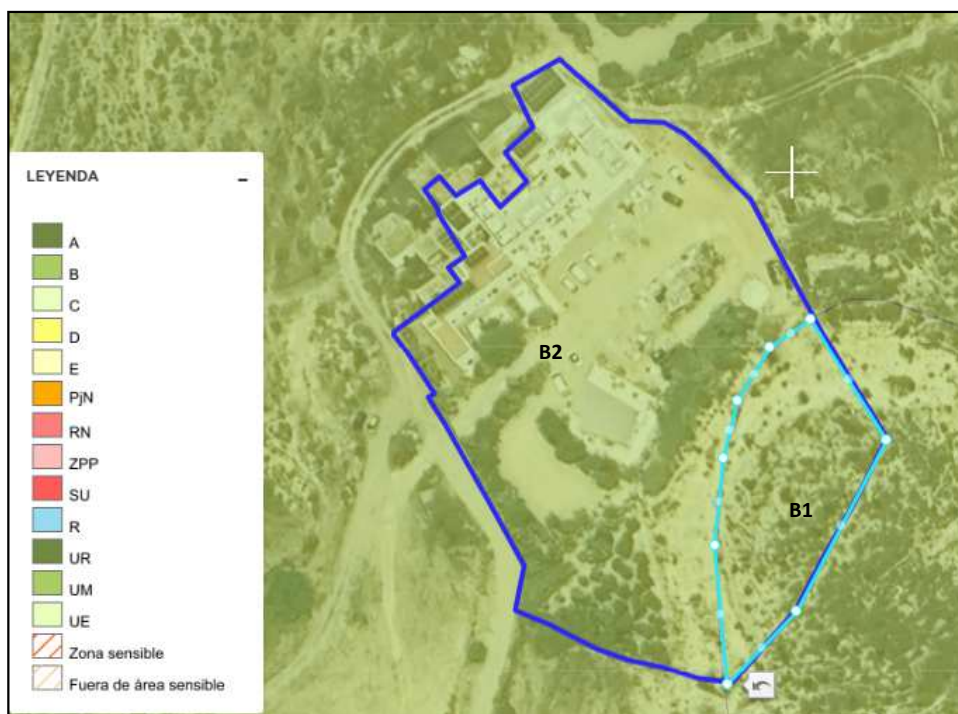 LEYENDA –
A
B
C
D
E
PjN
RN
ZPP
SU
R
UR
UM
UE
Zona sensible
Fuera de área sensible
B2
B1